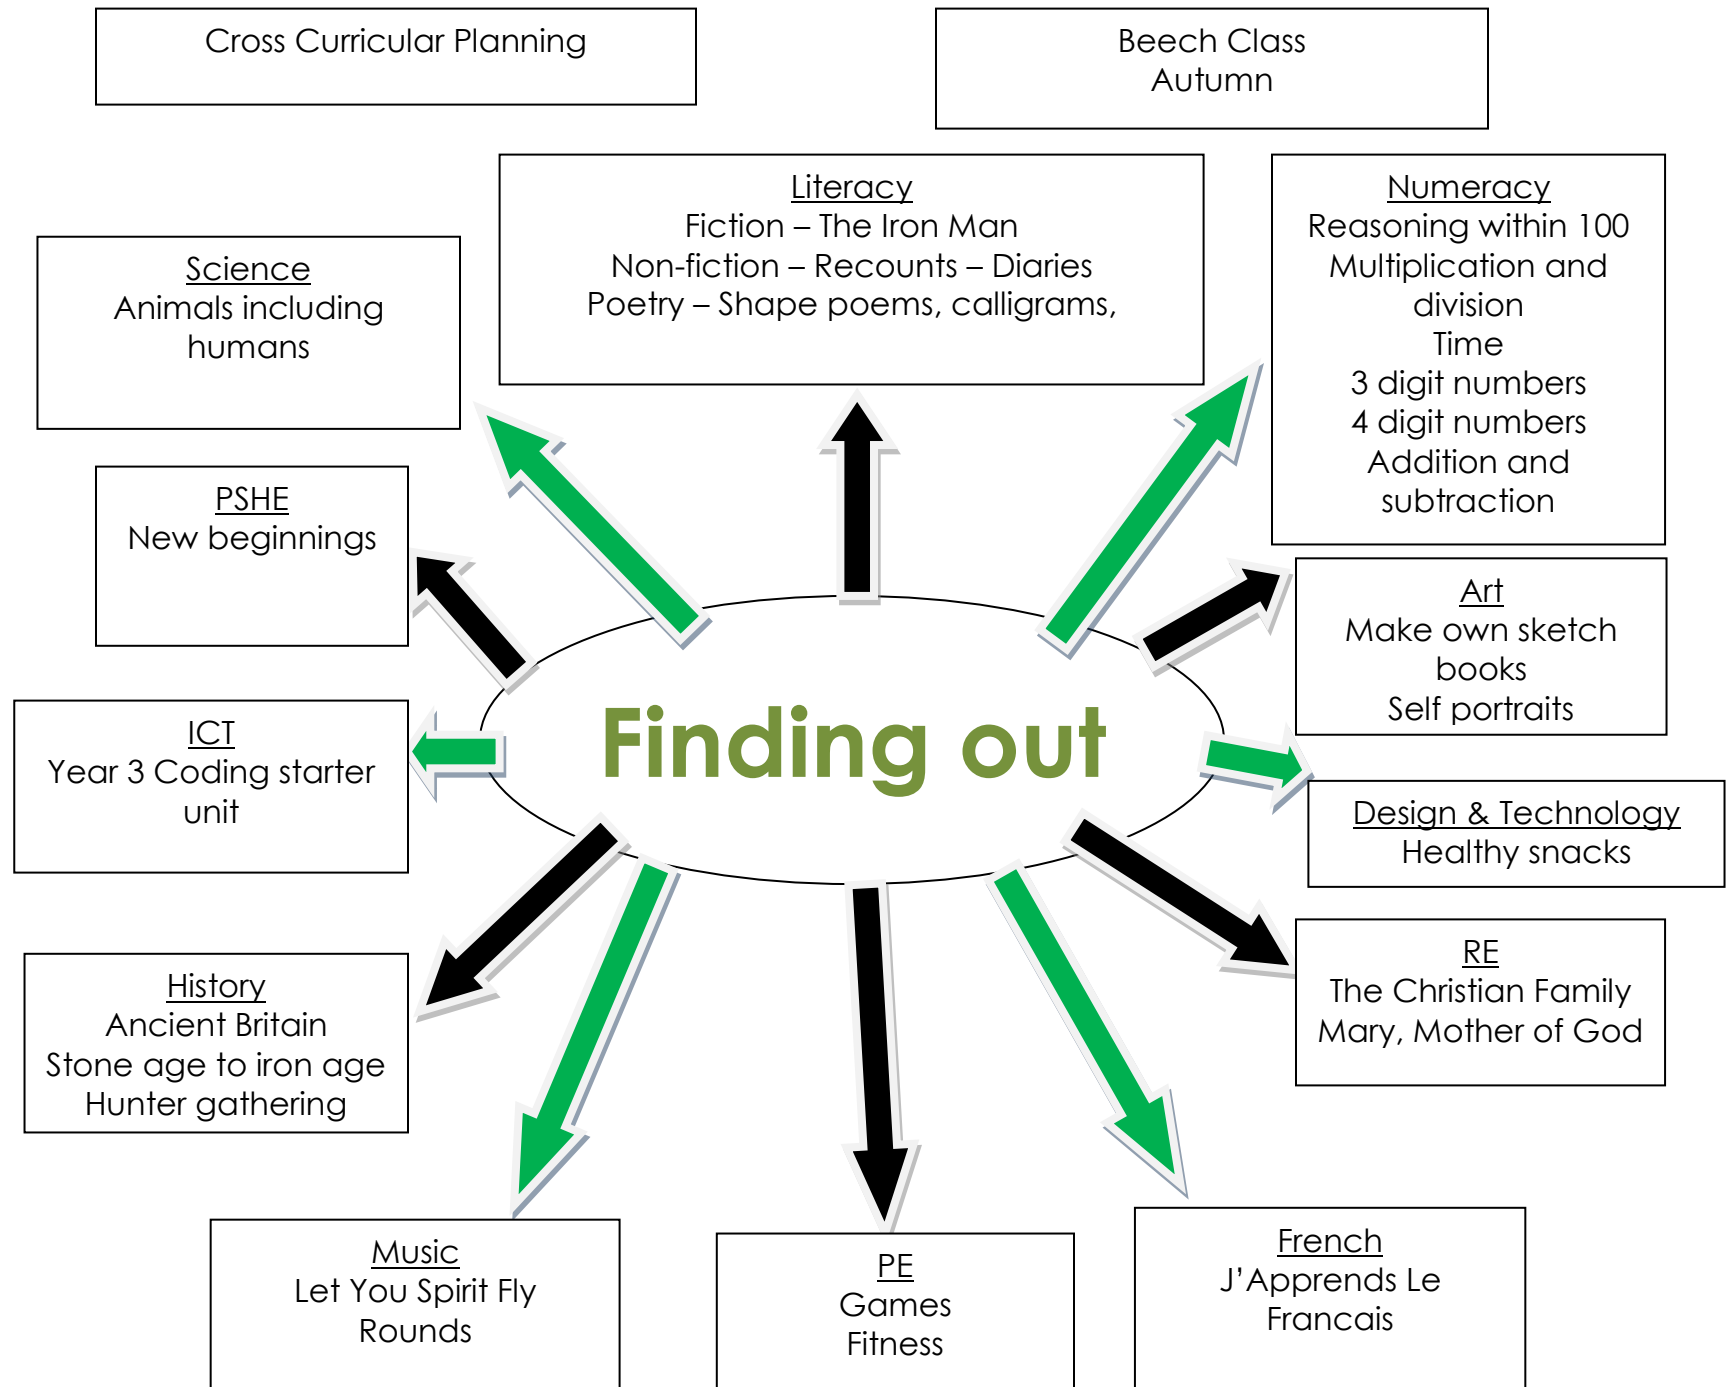 Cross Curricular Planning
Beech Class
Autumn
Literacy
Fiction – The Iron Man
Non-fiction – Recounts – Diaries
Poetry – Shape poems, calligrams,
Numeracy
Reasoning within 100
Multiplication and
division
Time
3 digit numbers
4 digit numbers
Addition and
subtraction
Science
Animals including
humans
PSHE
New beginnings
Art
Make own sketch
books
Self portraits
ICT
Year 3 Coding starter
unit
Finding out
Design & Technology
Healthy snacks
History
Ancient Britain
Stone age to iron age
Hunter gathering
RE
The Christian Family
Mary, Mother of God
Music
Let You Spirit Fly
Rounds
PE
Games
Fitness
French
J’Apprends Le
Francais